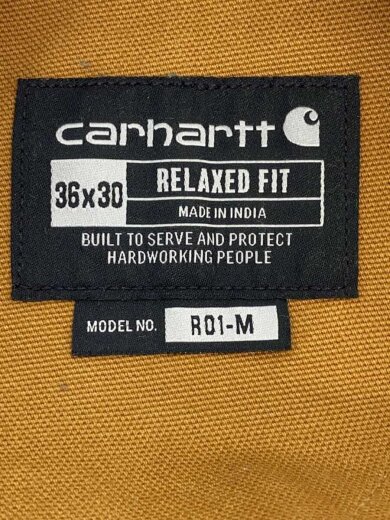 carhartt
36x30
RELAXED FIT
MADE IN INDIA
BUILT TO SERVE AND PROTECT
HARDWORKING PEOPLE
MODEL NO. R01-M